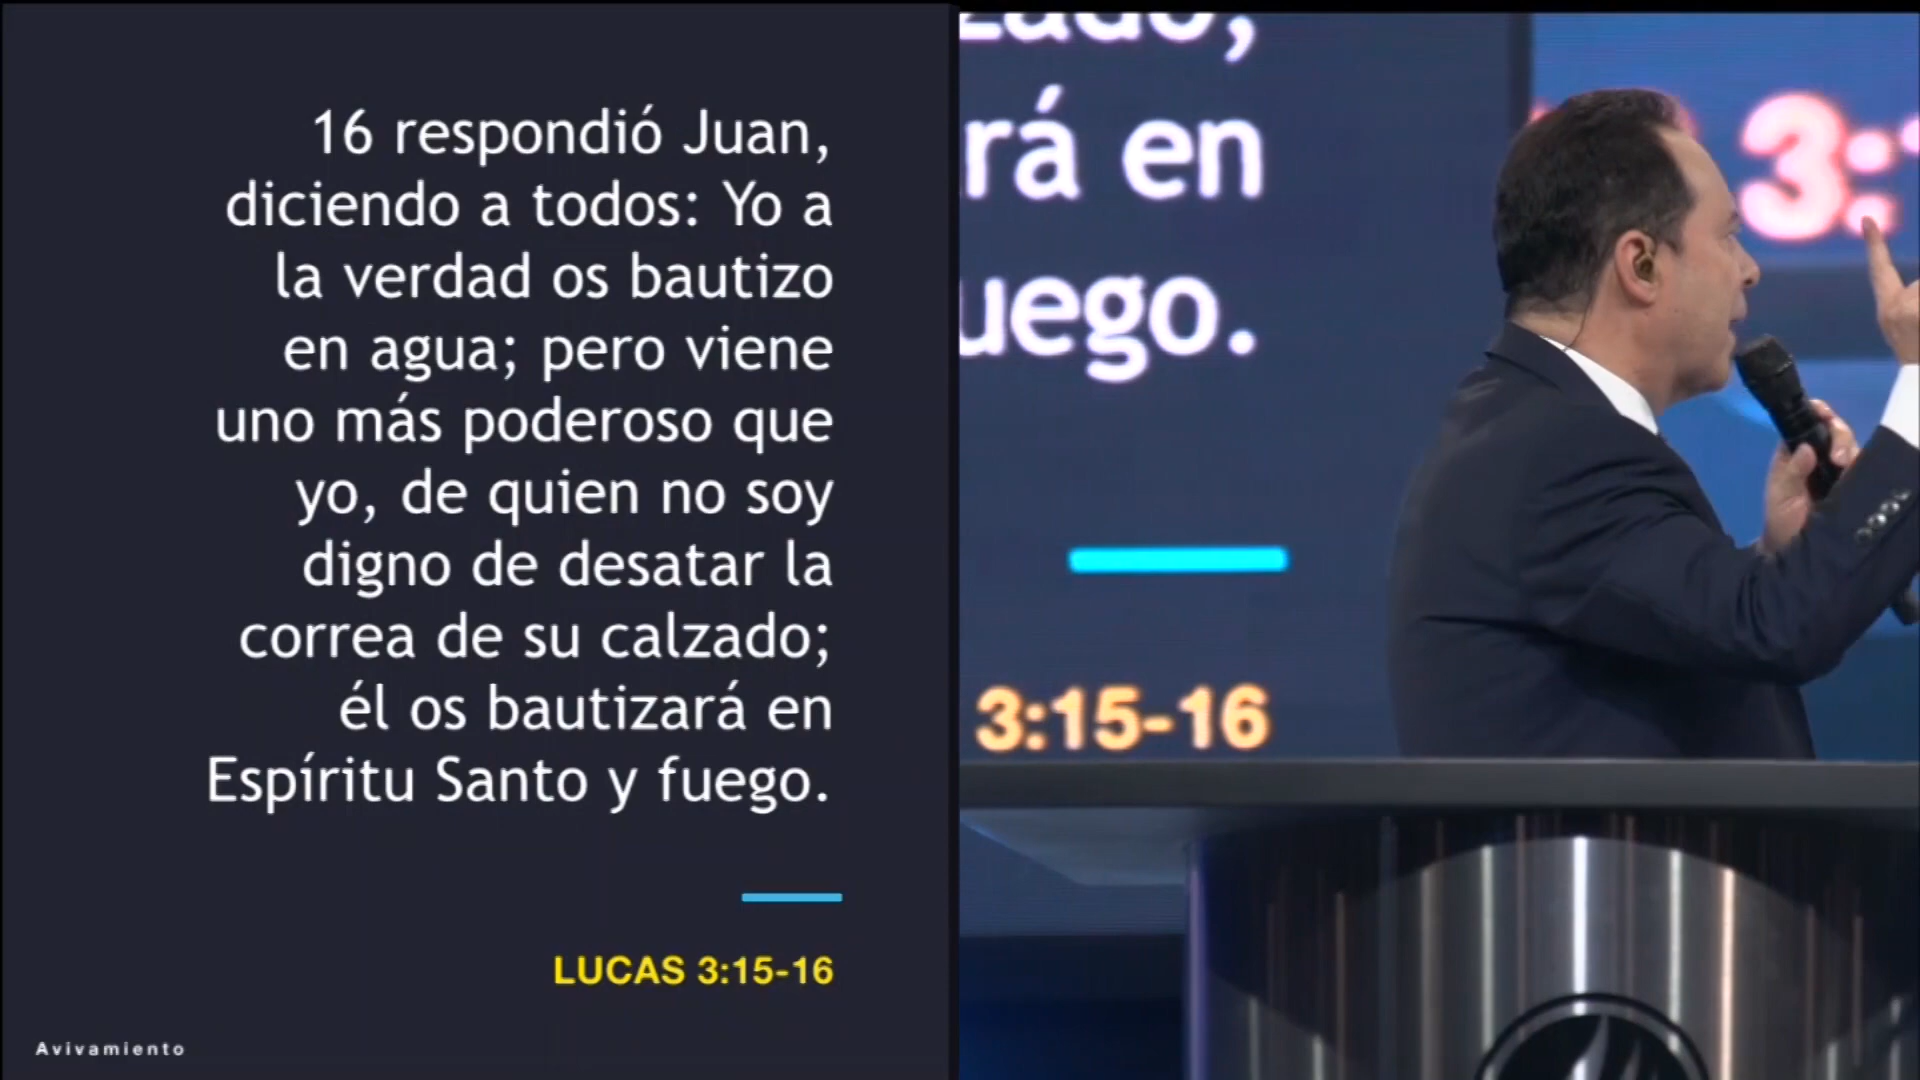 16 respondió Juan,
diciendo a todos: Yo a
la verdad os bautizo
en agua; pero viene
uno más poderoso que
yo, de quien no soy
digno de desatar la
correa de su calzado;
él os bautizará en
Espíritu Santo y fuego.
LUCAS 3:15-16
Avivamiento
zado,
rá en
uego.
3:15-16
3: